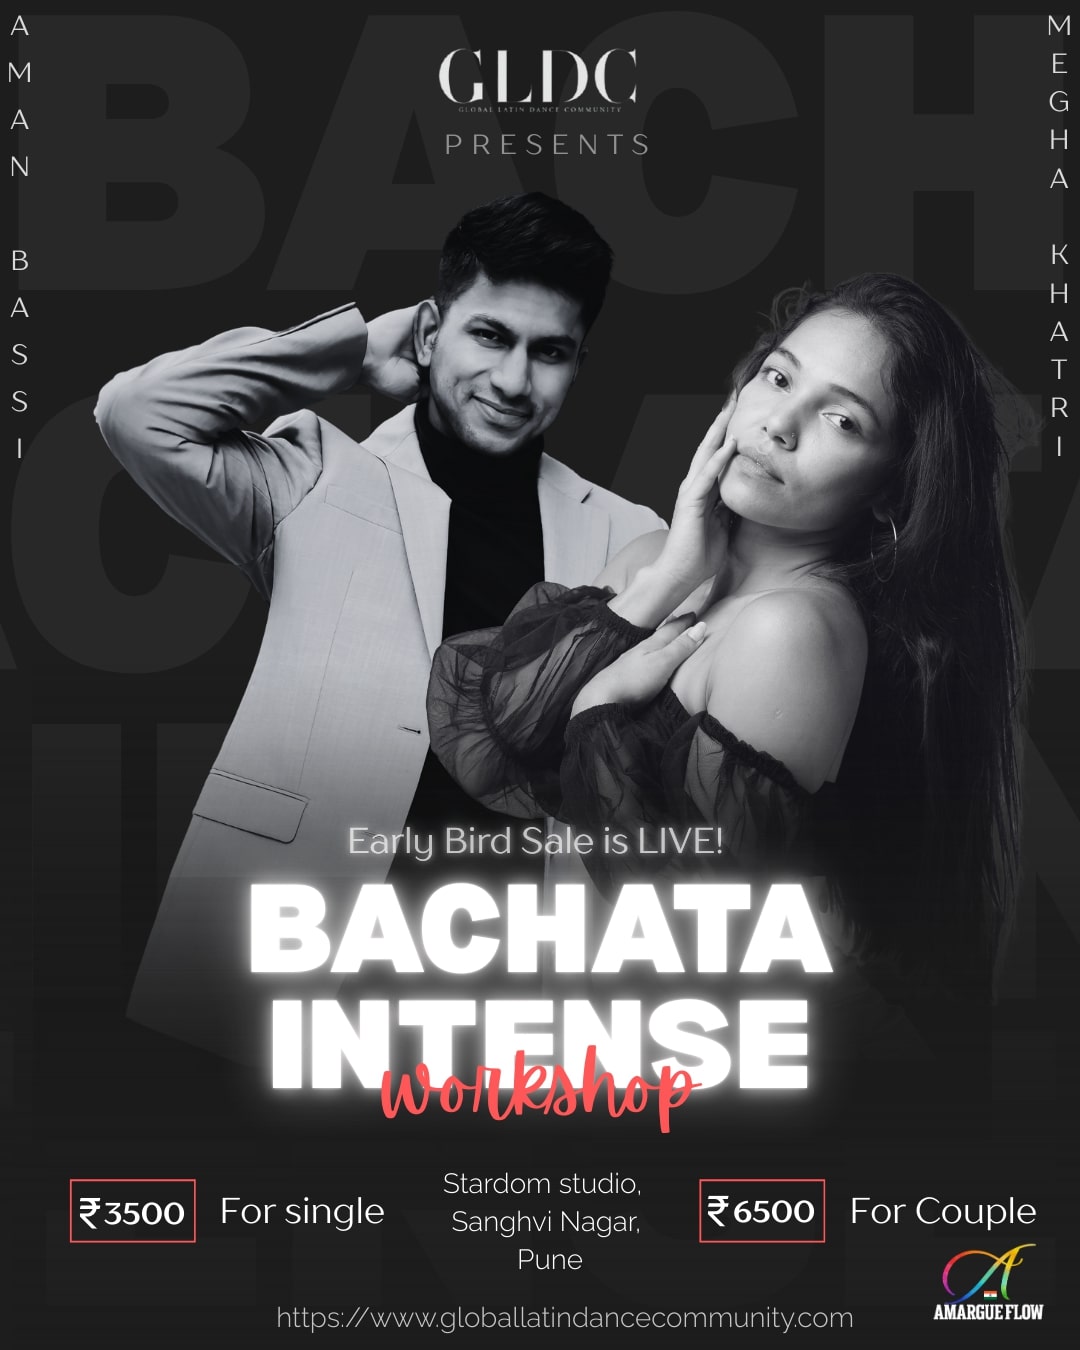 GLDC
GLOBAL LATIN DANCE COMMUNITY
PRESENTS
AMAN BASSI
MEGHA KHATRI
Early Bird Sale is LIVE!
BACHATA
INTENSE
workshop
₹3500 For single
Stardom studio,
Sanghvi Nagar,
Pune
₹6500 For Couple
AMARGUE FLOW
https://www.globallatindancecommunity.com